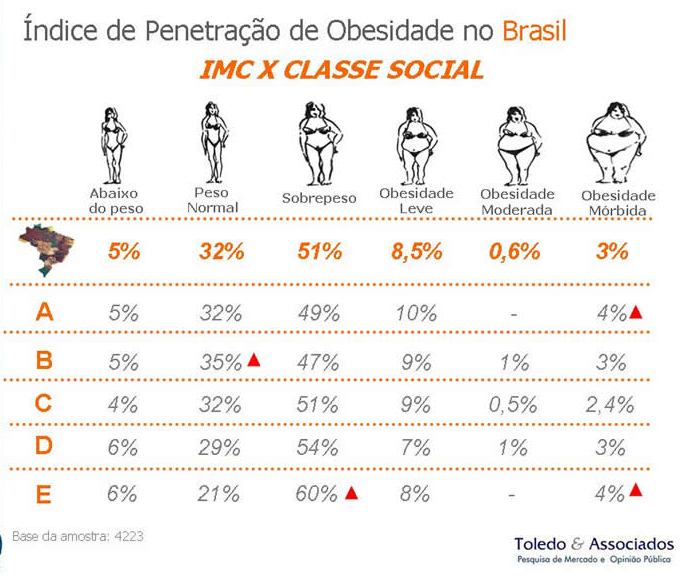 Índice de Penetração de Obesidade no Brasil
IMC X CLASSE SOCIAL
Abaixo do peso
Peso Normal
Sobrepeso
Obesidade Leve
Obesidade Moderada
Obesidade Mórbida
5% 32% 51% 8,5% 0,6% 3%
A 5% 32% 49% 10% - 4%
B 5% 35% 47% 9% 1% 3%
C 4% 32% 51% 9% 0,5% 2,4%
D 6% 29% 54% 7% 1% 3%
E 6% 21% 60% 8% - 4%
Base da amostra: 4223
Toledo & Associados
Pesquisa de Mercado e Opinião Pública